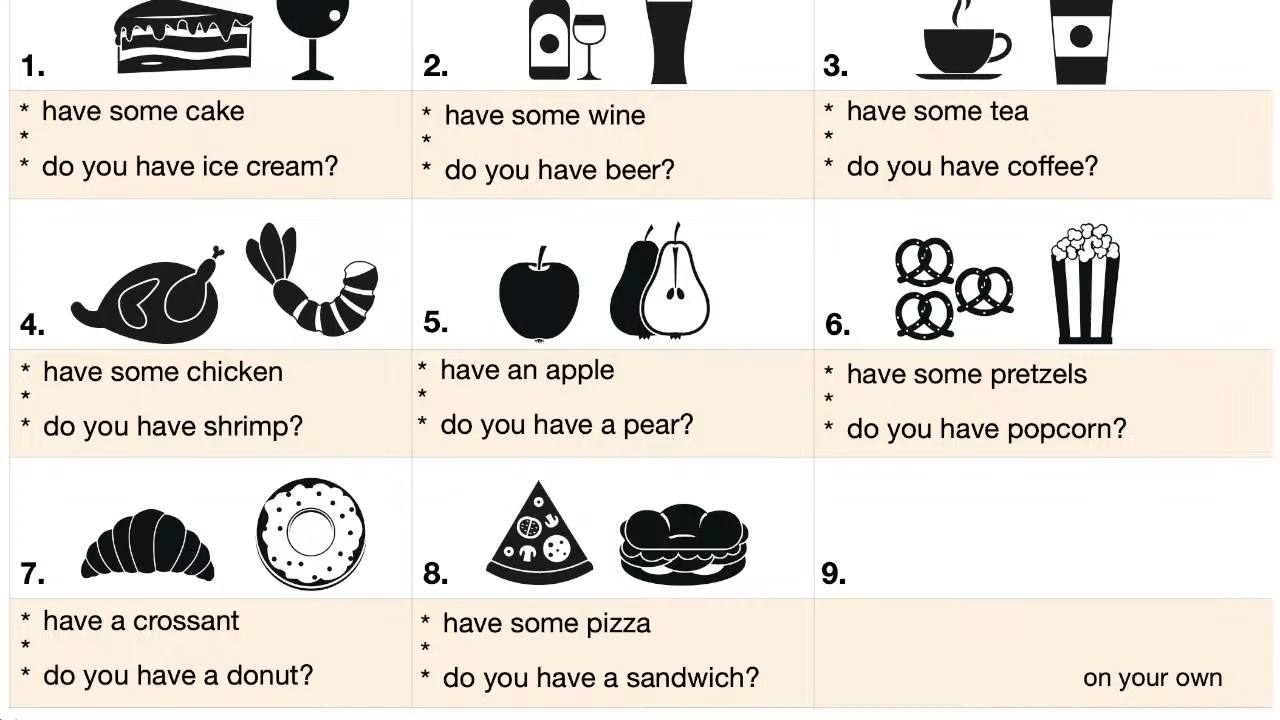 1.
2.
3.
* have some cake
*
* do you have ice cream?
* have some wine
*
* do you have beer?
* have some tea
*
* do you have coffee?
4.
5.
6.
* have some chicken
*
* do you have shrimp?
* have an apple
*
* do you have a pear?
* have some pretzels
*
* do you have popcorn?
7.
8.
9.
* have a crossant
*
* do you have a donut?
* have some pizza
*
* do you have a sandwich?
on your own